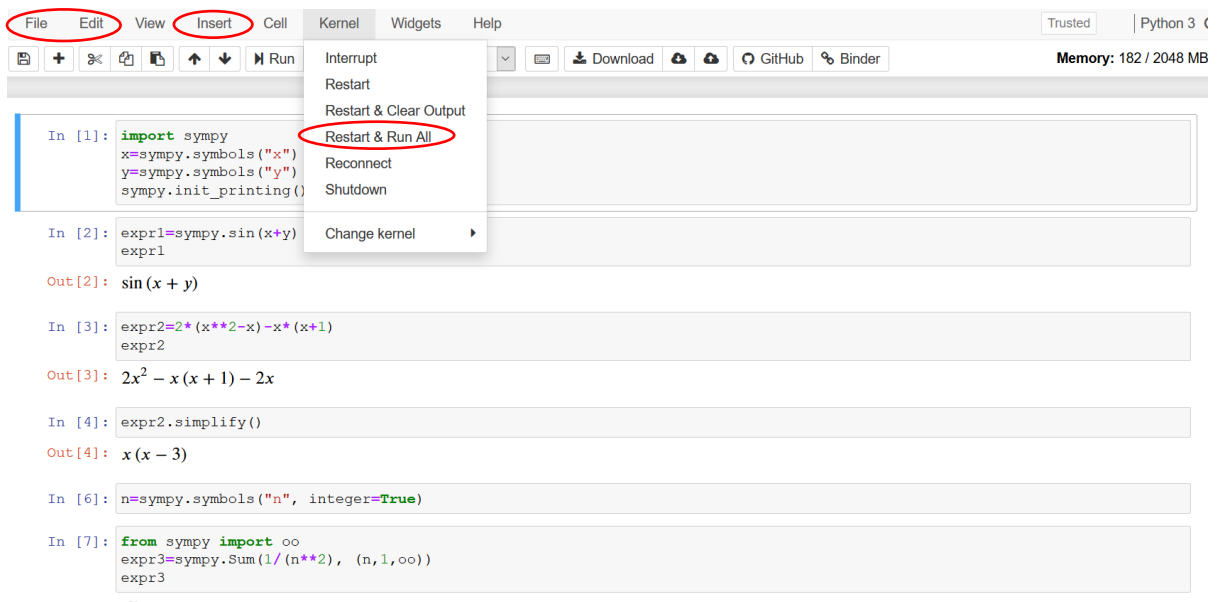 File Edit View Insert Cell Kernel Widgets Help Trusted Python 3
Run Download GitHub Binder Memory: 182 / 2048 MB
Interrupt
Restart
Restart & Clear Output
Restart & Run All
Reconnect
Shutdown
Change kernel
In [1]: import sympy
x=sympy.symbols("x")
y=sympy.symbols("y")
sympy.init_printing()
In [2]: expr1=sympy.sin(x+y)
expr1
Out[2]: sin (x + y)
In [3]: expr2=2*(x**2-x)-x*(x+1)
expr2
Out[3]: 2x² − x (x + 1) − 2x
In [4]: expr2.simplify()
Out[4]: x (x − 3)
In [6]: n=sympy.symbols("n", integer=True)
In [7]: from sympy import oo
expr3=sympy.Sum(1/(n**2), (n,1,oo))
expr3